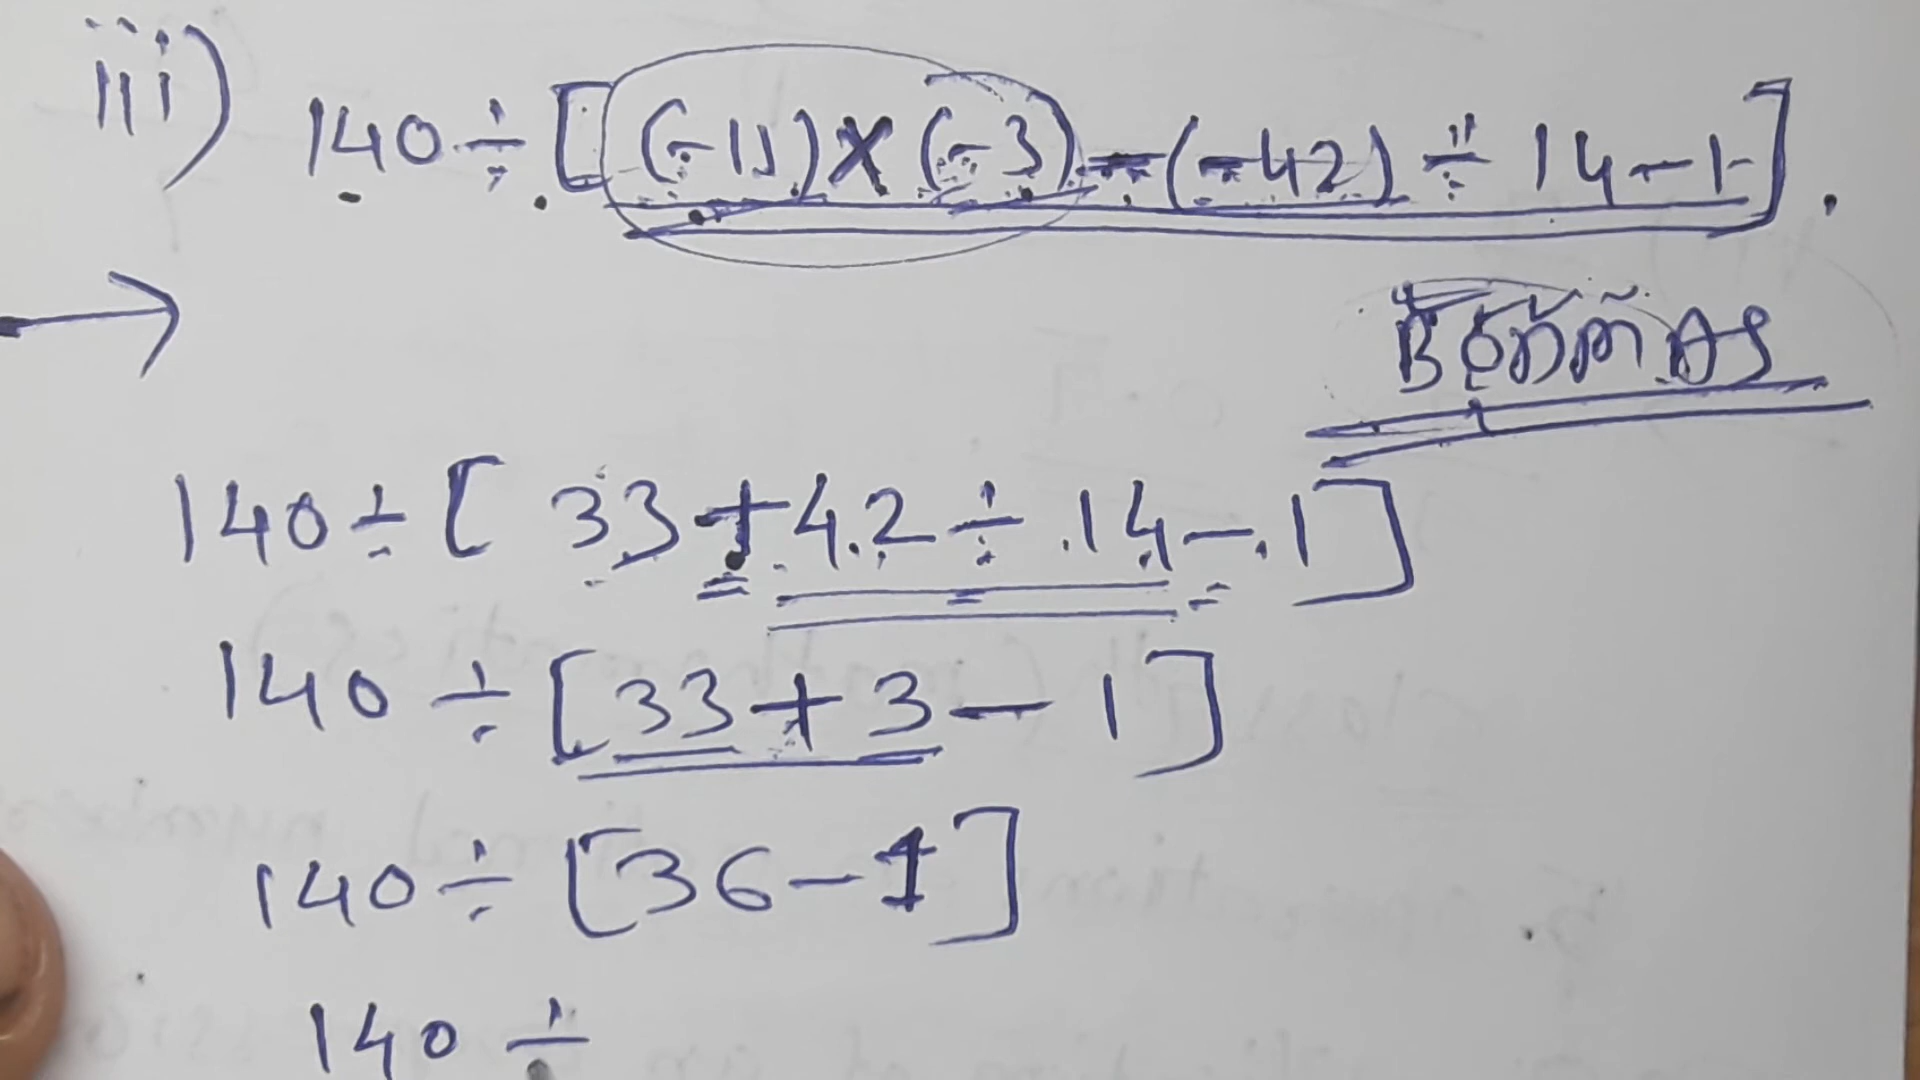 iii) 140 ÷ [(-11) × (-3) - (-42) ÷ 14 - 1].
BODMAS
140 ÷ [33 + 42 ÷ 14 - 1]
140 ÷ [33 + 3 - 1]
140 ÷ [36 - 1]
140 ÷